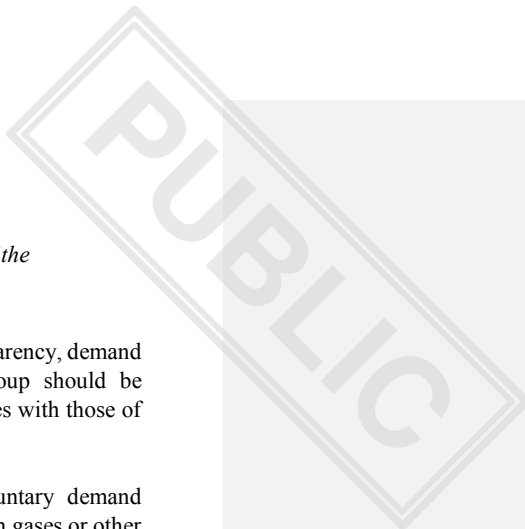 the
arency, demand
oup should be
es with those of
untary demand
n gases or other
PUBLIC